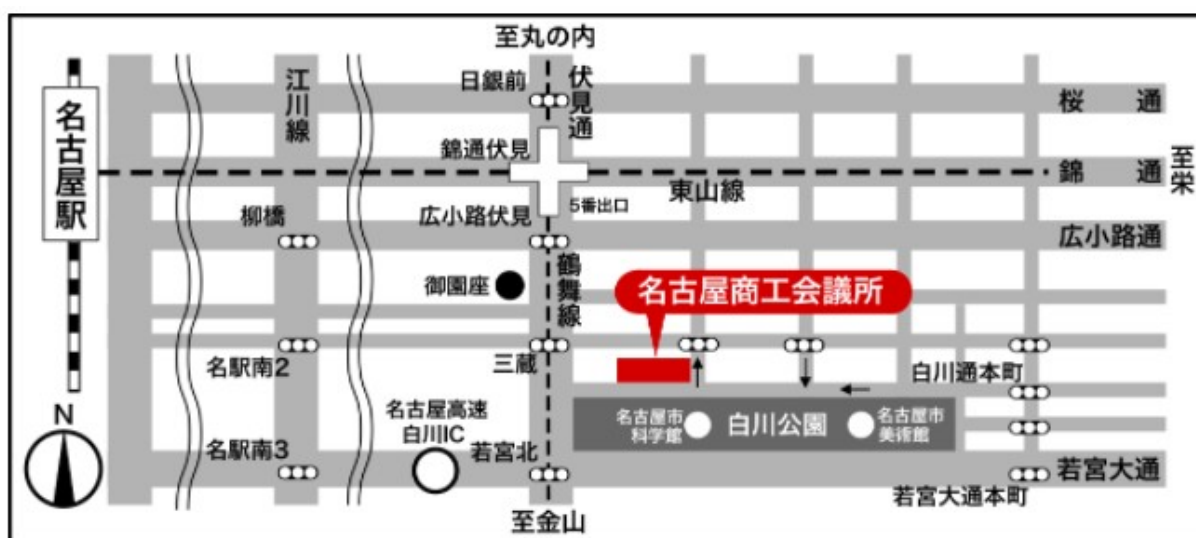 至丸の内
日銀前
伏見通
江川線
桜 通
名古屋駅
錦通伏見
東山線
錦 通
至栄
柳橋
広小路伏見
5番出口
広小路通
御園座
鶴舞線
名古屋商工会議所
名駅南2
三蔵
白川通本町
名古屋高速
白川IC
名古屋市
科学館
白川公園
名古屋市
美術館
N
名駅南3
若宮北
若宮大通
若宮大通本町
至金山